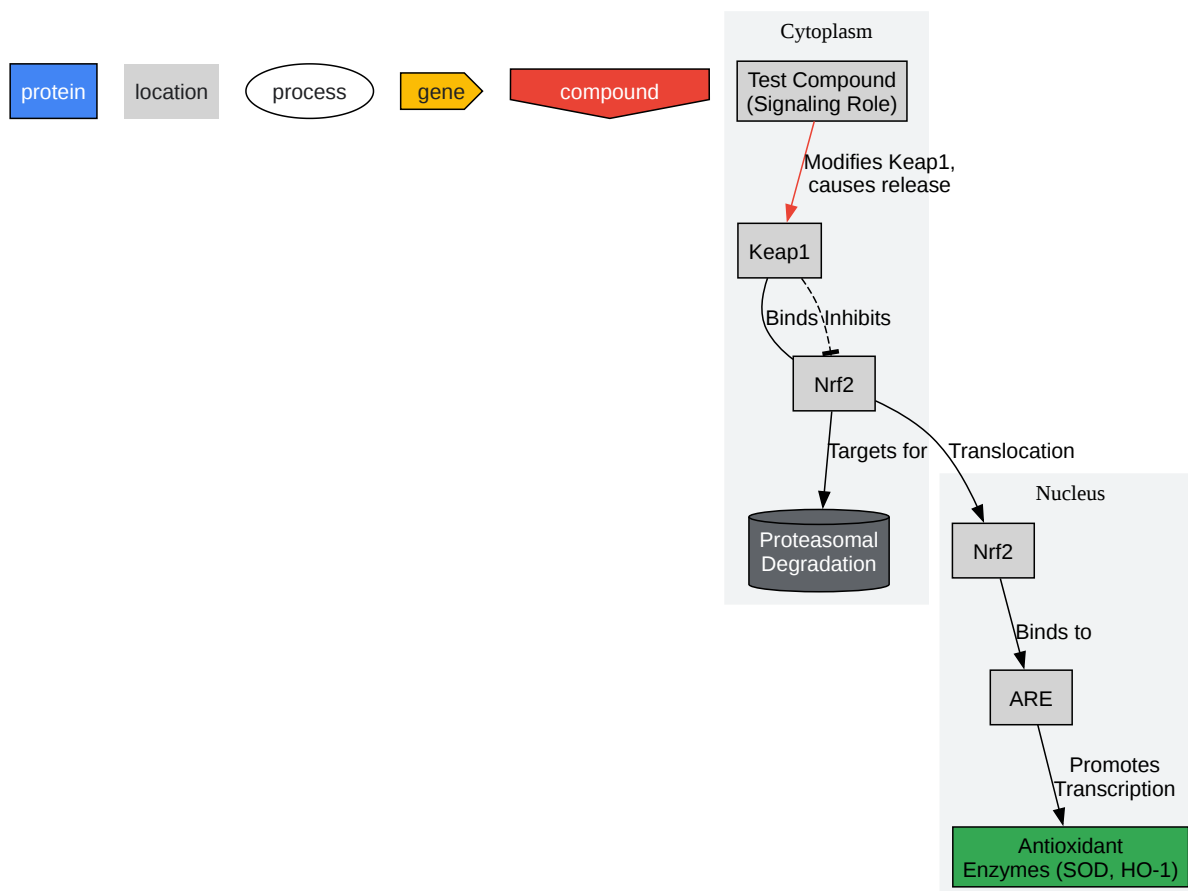 protein
location
process
gene
compound
Cytoplasm
Test Compound
(Signaling Role)
Modifies Keap1,
causes release
Keap1
Binds
Inhibits
Nrf2
Targets for
Translocation
Proteasomal
Degradation
Nucleus
Nrf2
Binds to
ARE
Promotes
Transcription
Antioxidant
Enzymes (SOD, HO-1)